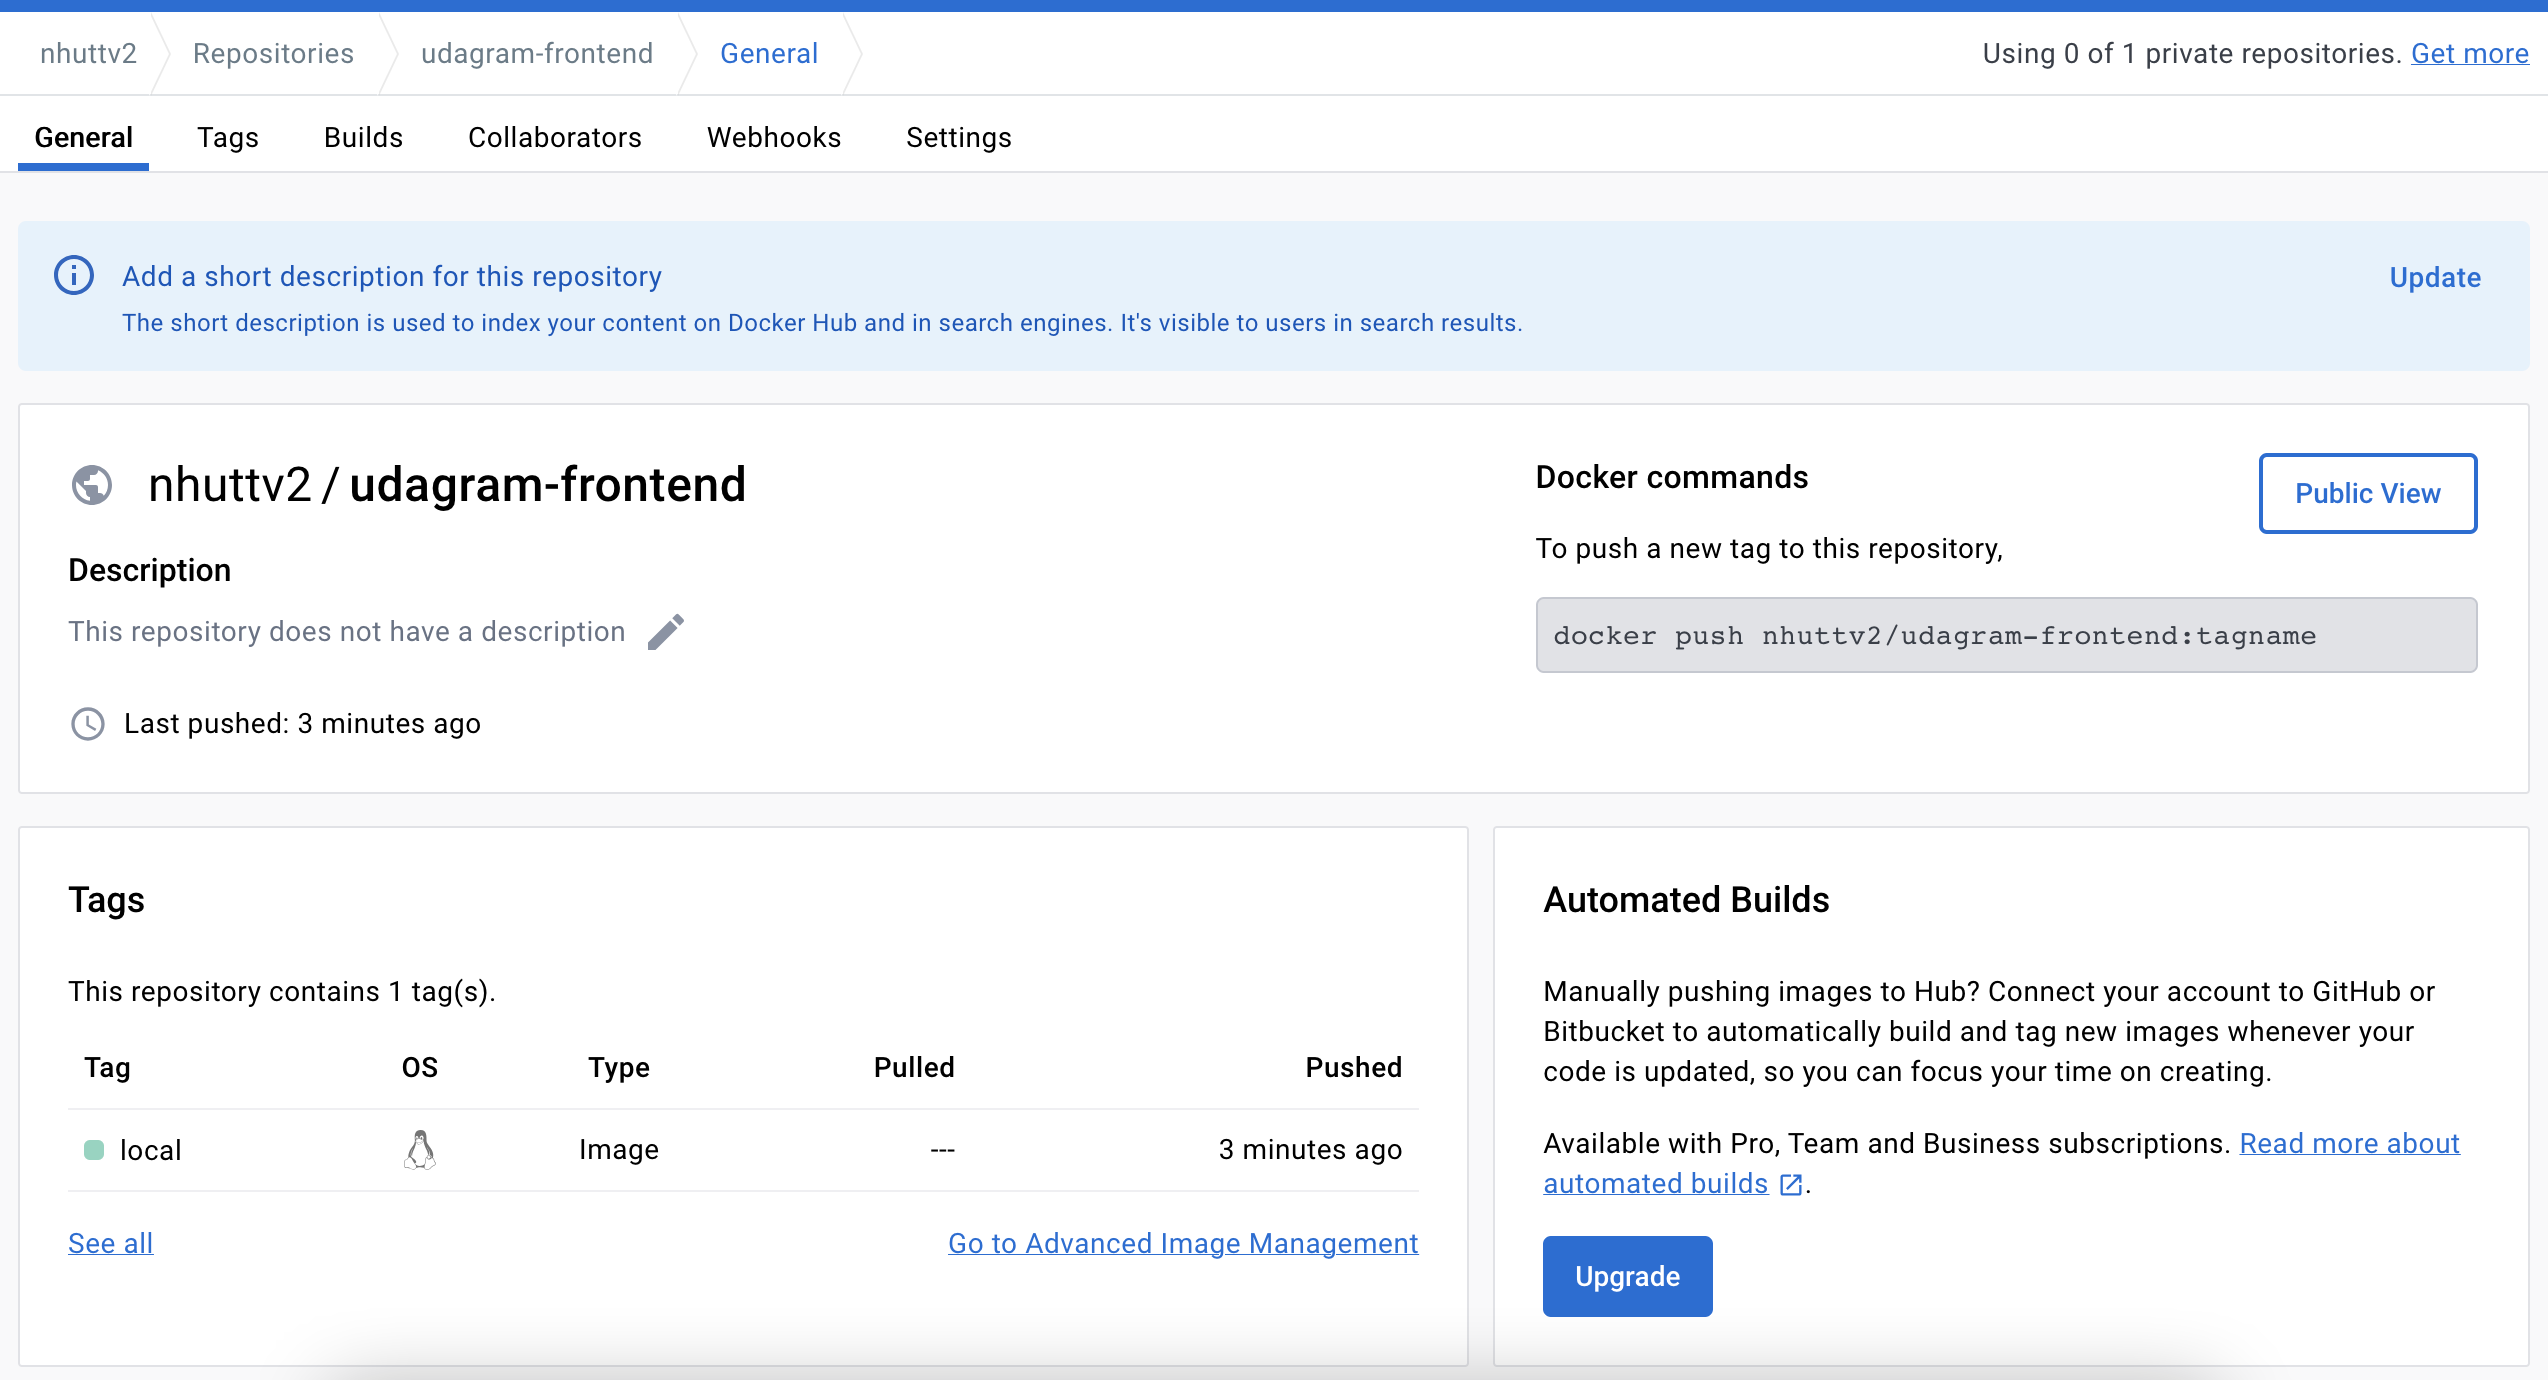 nhuttv2 Repositories udagram-frontend General Using 0 of 1 private repositories. Get more
General Tags Builds Collaborators Webhooks Settings
Add a short description for this repository Update
The short description is used to index your content on Docker Hub and in search engines. It's visible to users in search results.
nhuttv2 / udagram-frontend
Description
This repository does not have a description
Last pushed: 3 minutes ago
Docker commands
Public View
To push a new tag to this repository,
docker push nhuttv2/udagram-frontend:tagname
Tags
This repository contains 1 tag(s).
Tag OS Type Pulled Pushed
local Image --- 3 minutes ago
See all Go to Advanced Image Management
Automated Builds
Manually pushing images to Hub? Connect your account to GitHub or
Bitbucket to automatically build and tag new images whenever your
code is updated, so you can focus your time on creating.
Available with Pro, Team and Business subscriptions. Read more about
automated builds .
Upgrade